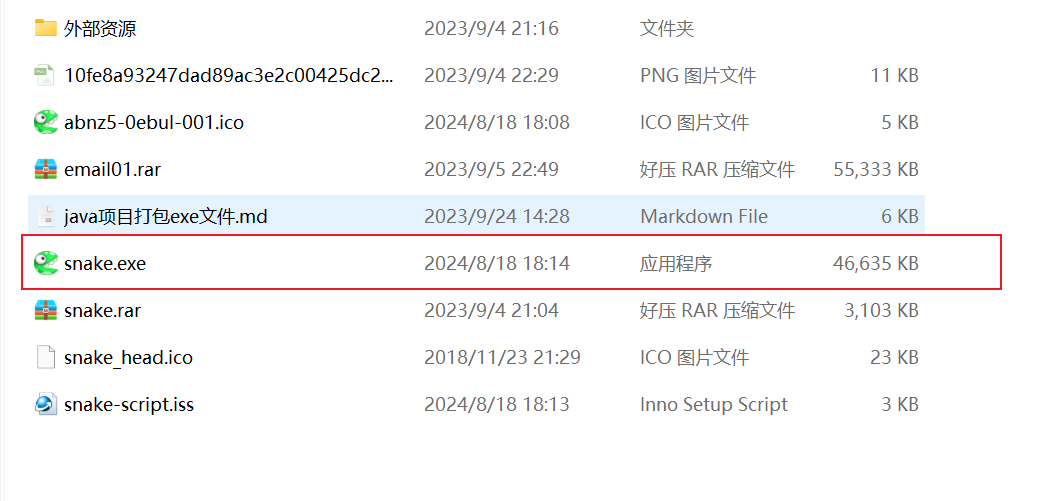 外部资源 2023/9/4 21:16 文件夹
10fe8a93247dad89ac3e2c00425dc2... 2023/9/4 22:29 PNG 图片文件 11 KB
abnz5-0ebul-001.ico 2024/8/18 18:08 ICO 图片文件 5 KB
email01.rar 2023/9/5 22:49 好压 RAR 压缩文件 55,333 KB
java项目打包exe文件.md 2023/9/24 14:28 Markdown File 6 KB
snake.exe 2024/8/18 18:14 应用程序 46,635 KB
snake.rar 2023/9/4 21:04 好压 RAR 压缩文件 3,103 KB
snake_head.ico 2018/11/23 21:29 ICO 图片文件 23 KB
snake-script.iss 2024/8/18 18:13 Inno Setup Script 3 KB